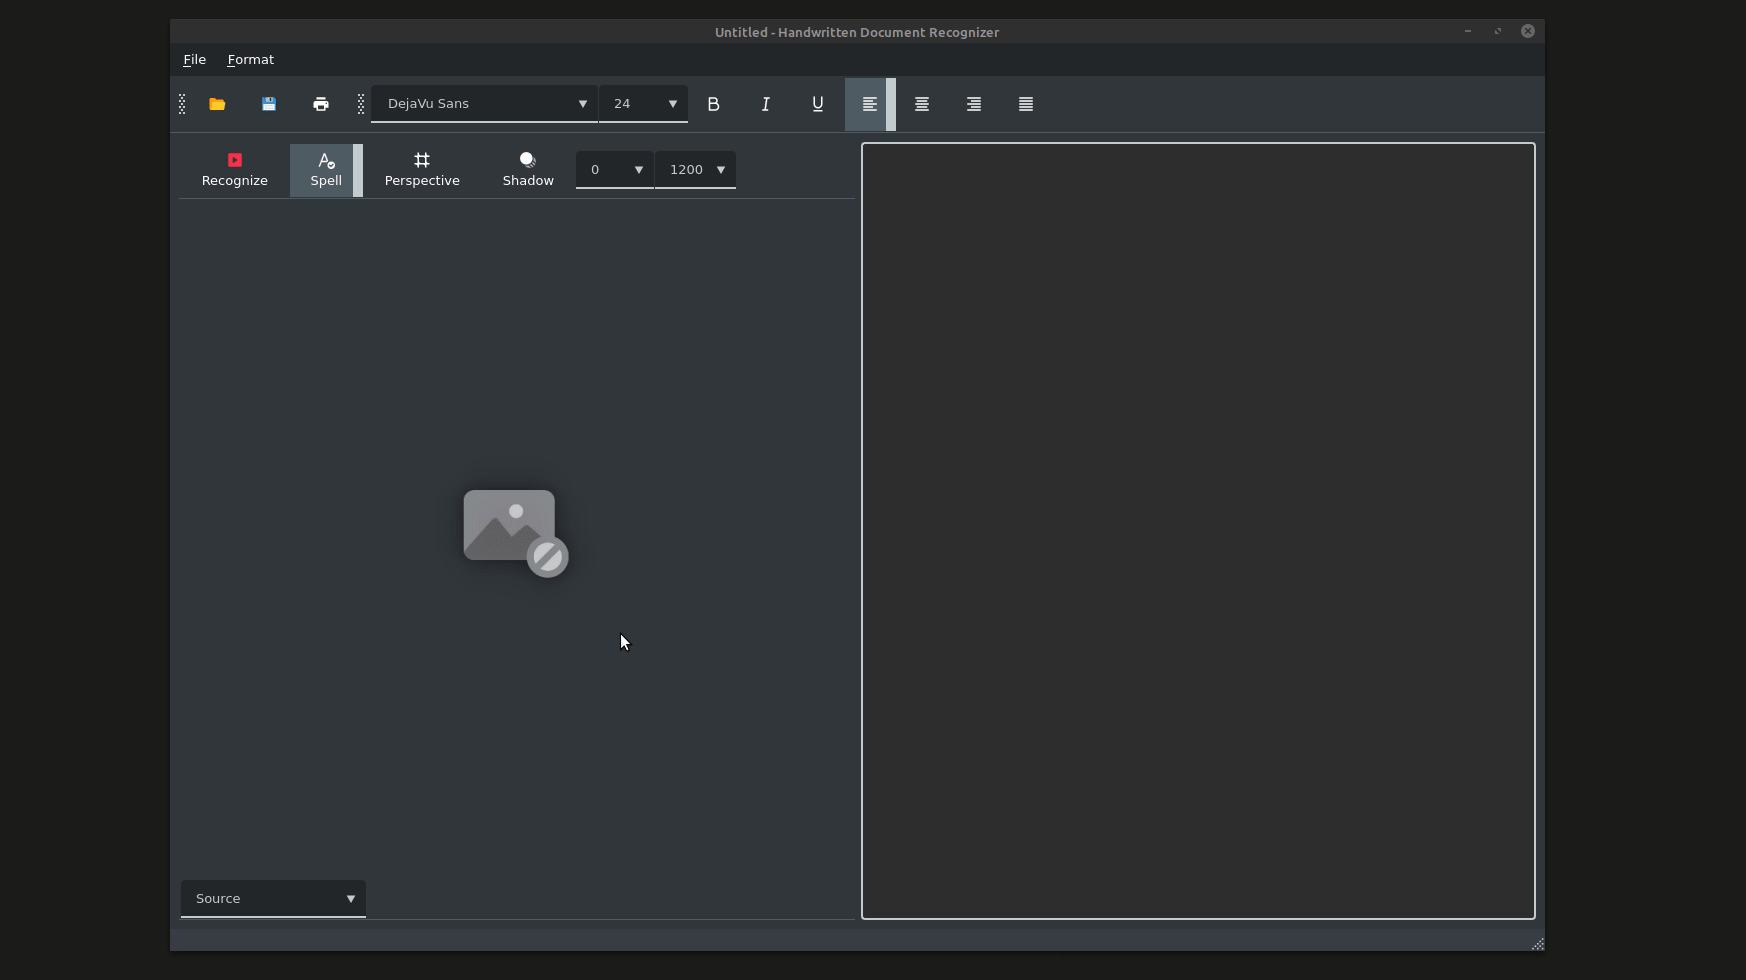 Untitled - Handwritten Document Recognizer
File Format
DejaVu Sans 24 B I U
Recognize Spell Perspective Shadow 0 1200
Source